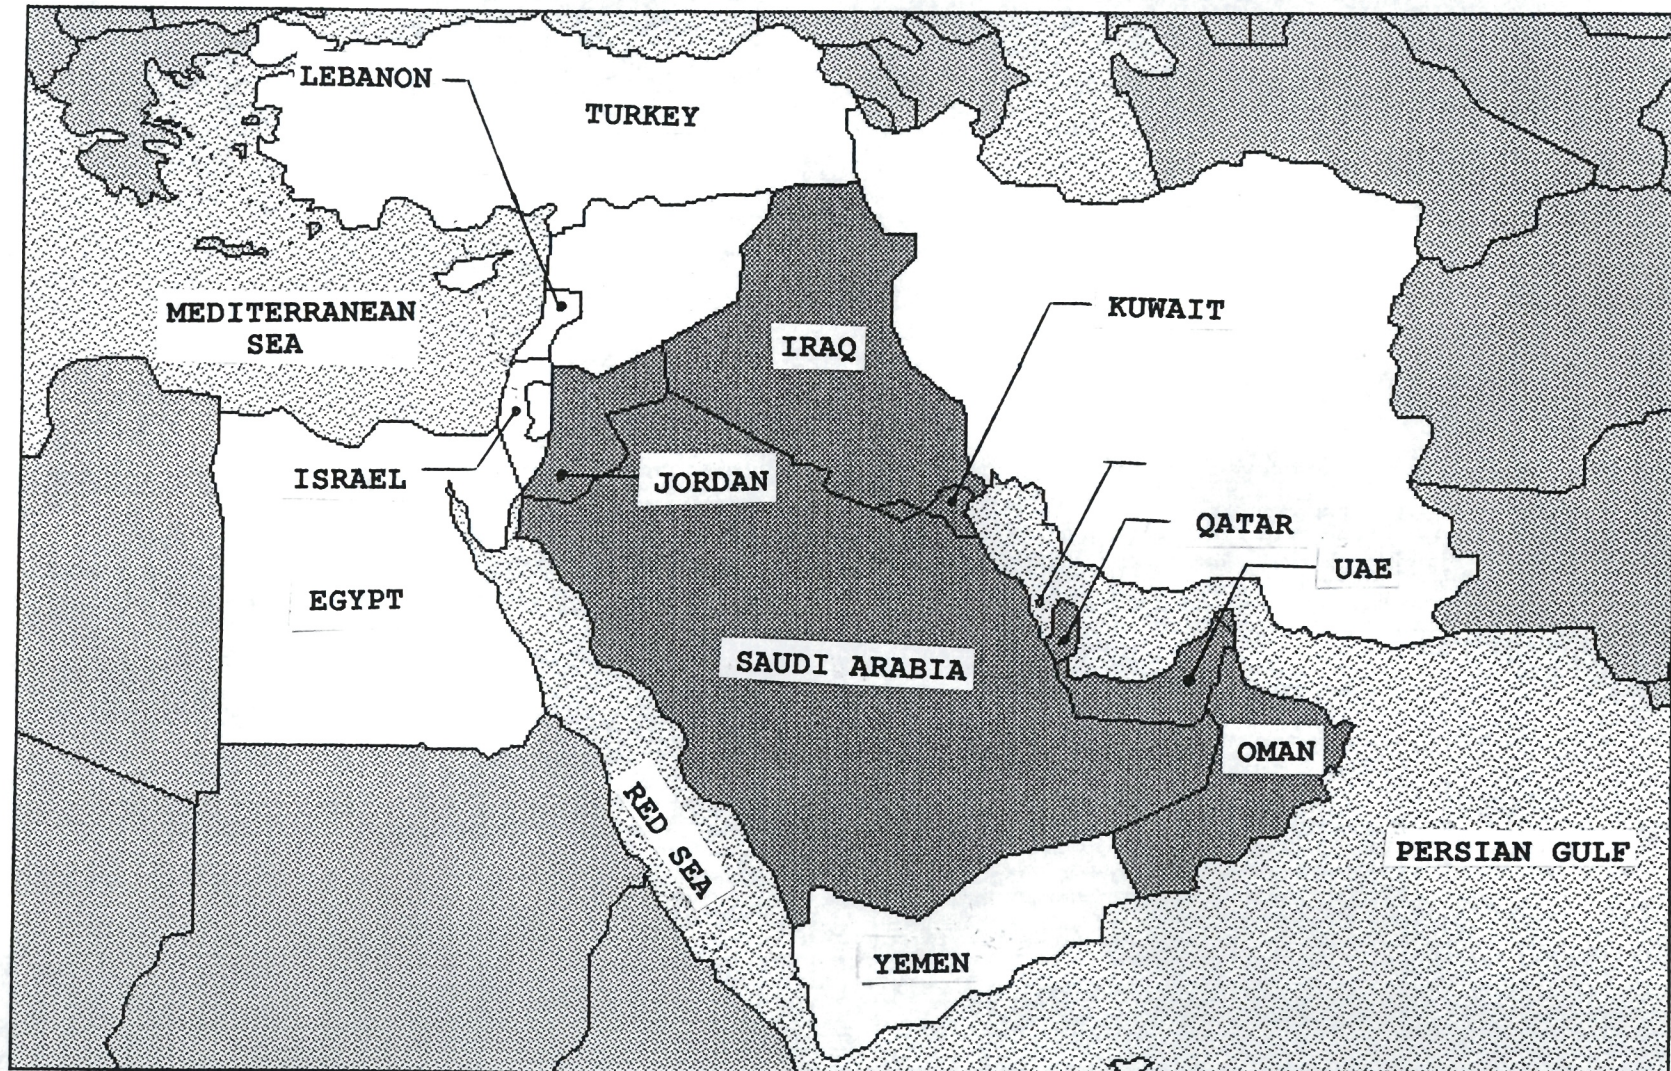 LEBANON
TURKEY
MEDITERRANEAN
SEA
IRAQ
KUWAIT
ISRAEL
JORDAN
QATAR
UAE
EGYPT
SAUDI ARABIA
OMAN
RED SEA
PERSIAN GULF
YEMEN